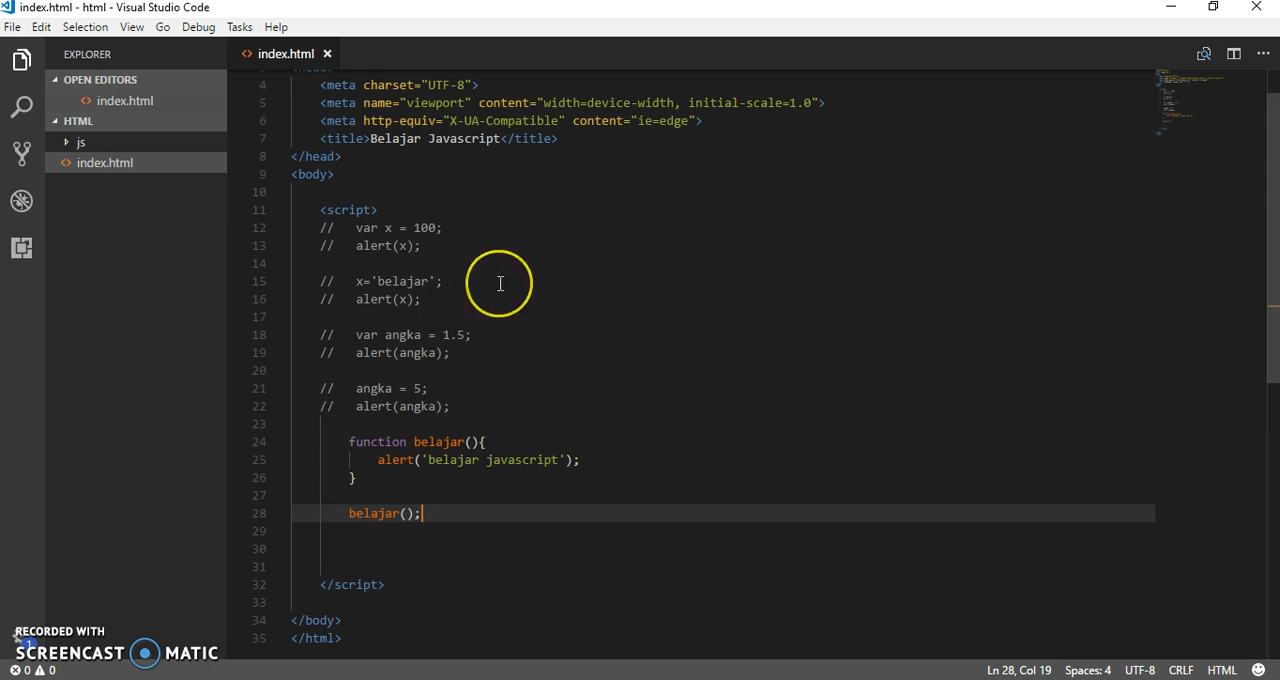 index.html - html - Visual Studio Code
File Edit Selection View Go Debug Tasks Help
EXPLORER
OPEN EDITORS
index.html
HTML
js
index.html
index.html
4 <meta charset="UTF-8">
5 <meta name="viewport" content="width=device-width, initial-scale=1.0">
6 <meta http-equiv="X-UA-Compatible" content="ie=edge">
7 <title>Belajar Javascript</title>
8 </head>
9 <body>
10
11 <script>
12 // var x = 100;
13 // alert(x);
14
15 // x='belajar';
16 // alert(x);
17
18 // var angka = 1.5;
19 // alert(angka);
20
21 // angka = 5;
22 // alert(angka);
23
24 function belajar(){
25 alert('belajar javascript');
26 }
27
28 belajar();
29
30
31
32 </script>
33
34 </body>
35 </html>
1
RECORDED WITH
SCREENCAST MATIC
0 0 Ln 28, Col 19 Spaces: 4 UTF-8 CRLF HTML